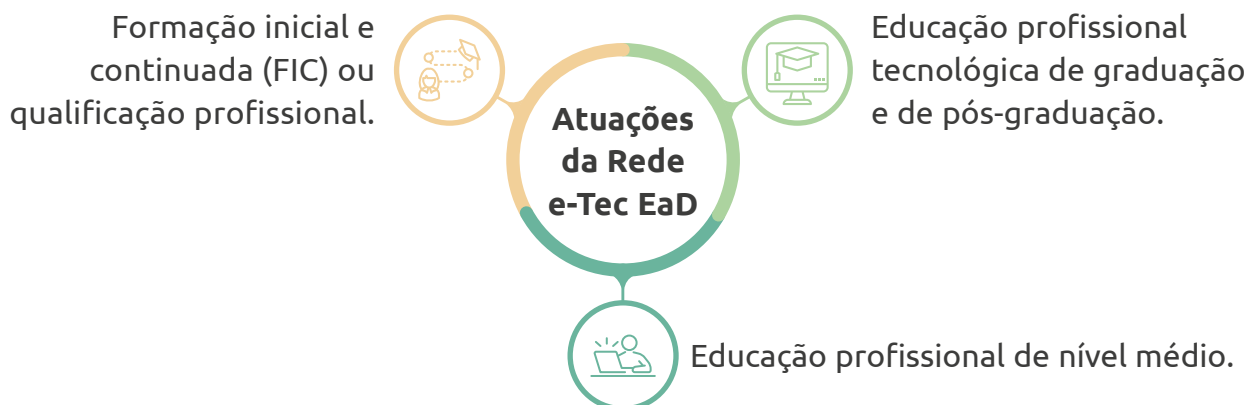 Formação inicial e
continuada (FIC) ou
qualificação profissional.
Atuações
da Rede
e-Tec EaD
Educação profissional
tecnológica de graduação
e de pós-graduação.
Educação profissional de nível médio.